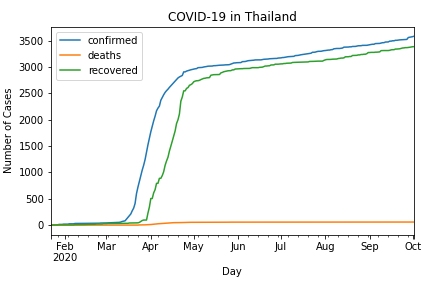 COVID-19 in Thailand
confirmed
deaths
recovered
Number of Cases
3500
3000
2500
2000
1500
1000
500
0
Feb Mar Apr May Jun Jul Aug Sep Oct
2020
Day